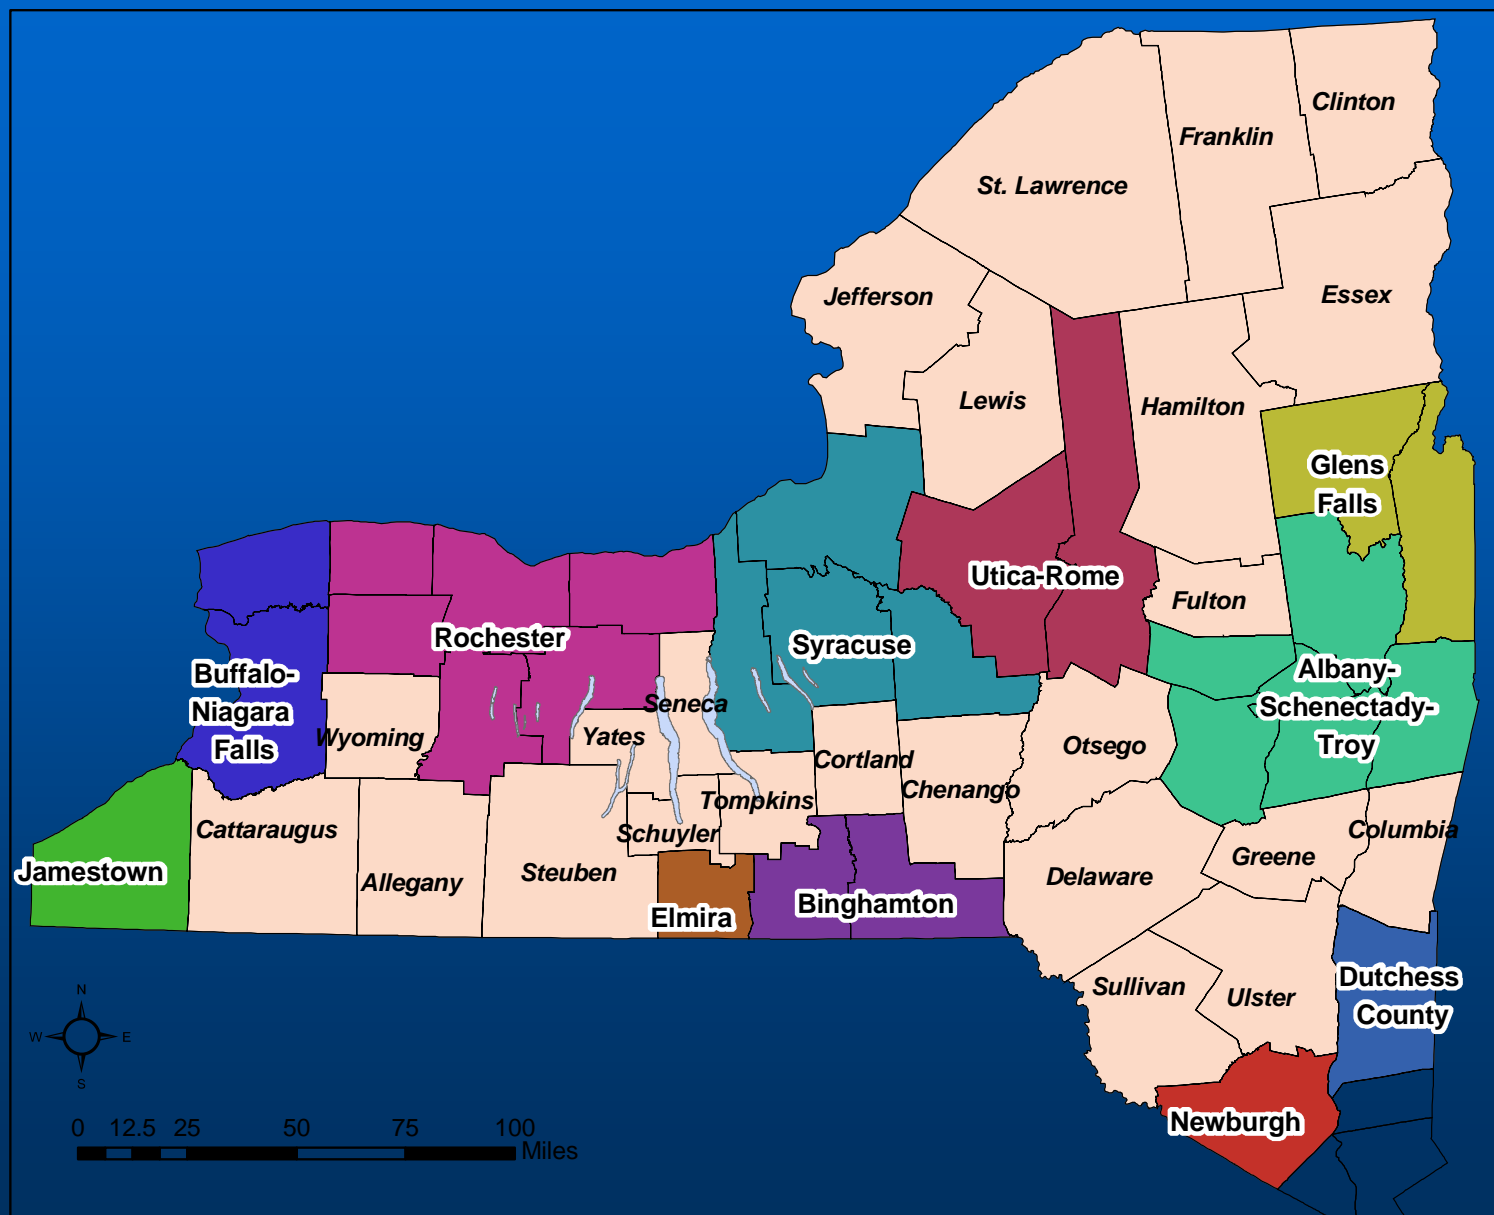 Clinton
Franklin
St. Lawrence
Jefferson
Essex
Lewis
Hamilton
Glens
Falls
Utica-Rome
Fulton
Rochester
Syracuse
Buffalo-
Niagara
Falls
Albany-
Schenectady-
Troy
Seneca
Wyoming
Yates
Otsego
Cortland
Chenango
Tompkins
Cattaraugus
Schuyler
Columbia
Greene
Jamestown
Allegany
Steuben
Delaware
Elmira
Binghamton
Sullivan
Ulster
Dutchess
County
Newburgh
N
W E
S
0 12.5 25 50 75 100
Miles